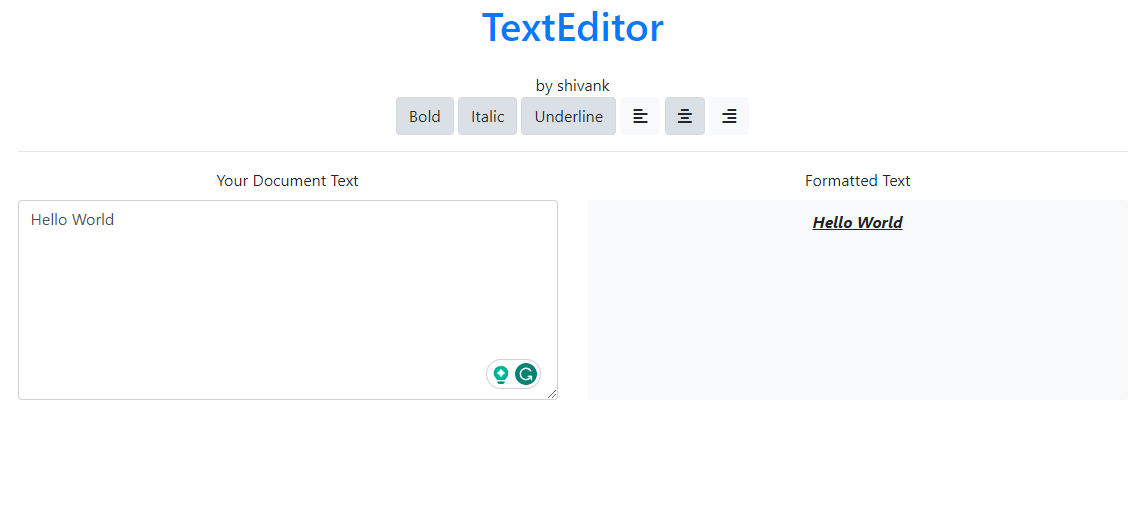 TextEditor
by shivank
Bold Italic Underline
Your Document Text Formatted Text
Hello World Hello World